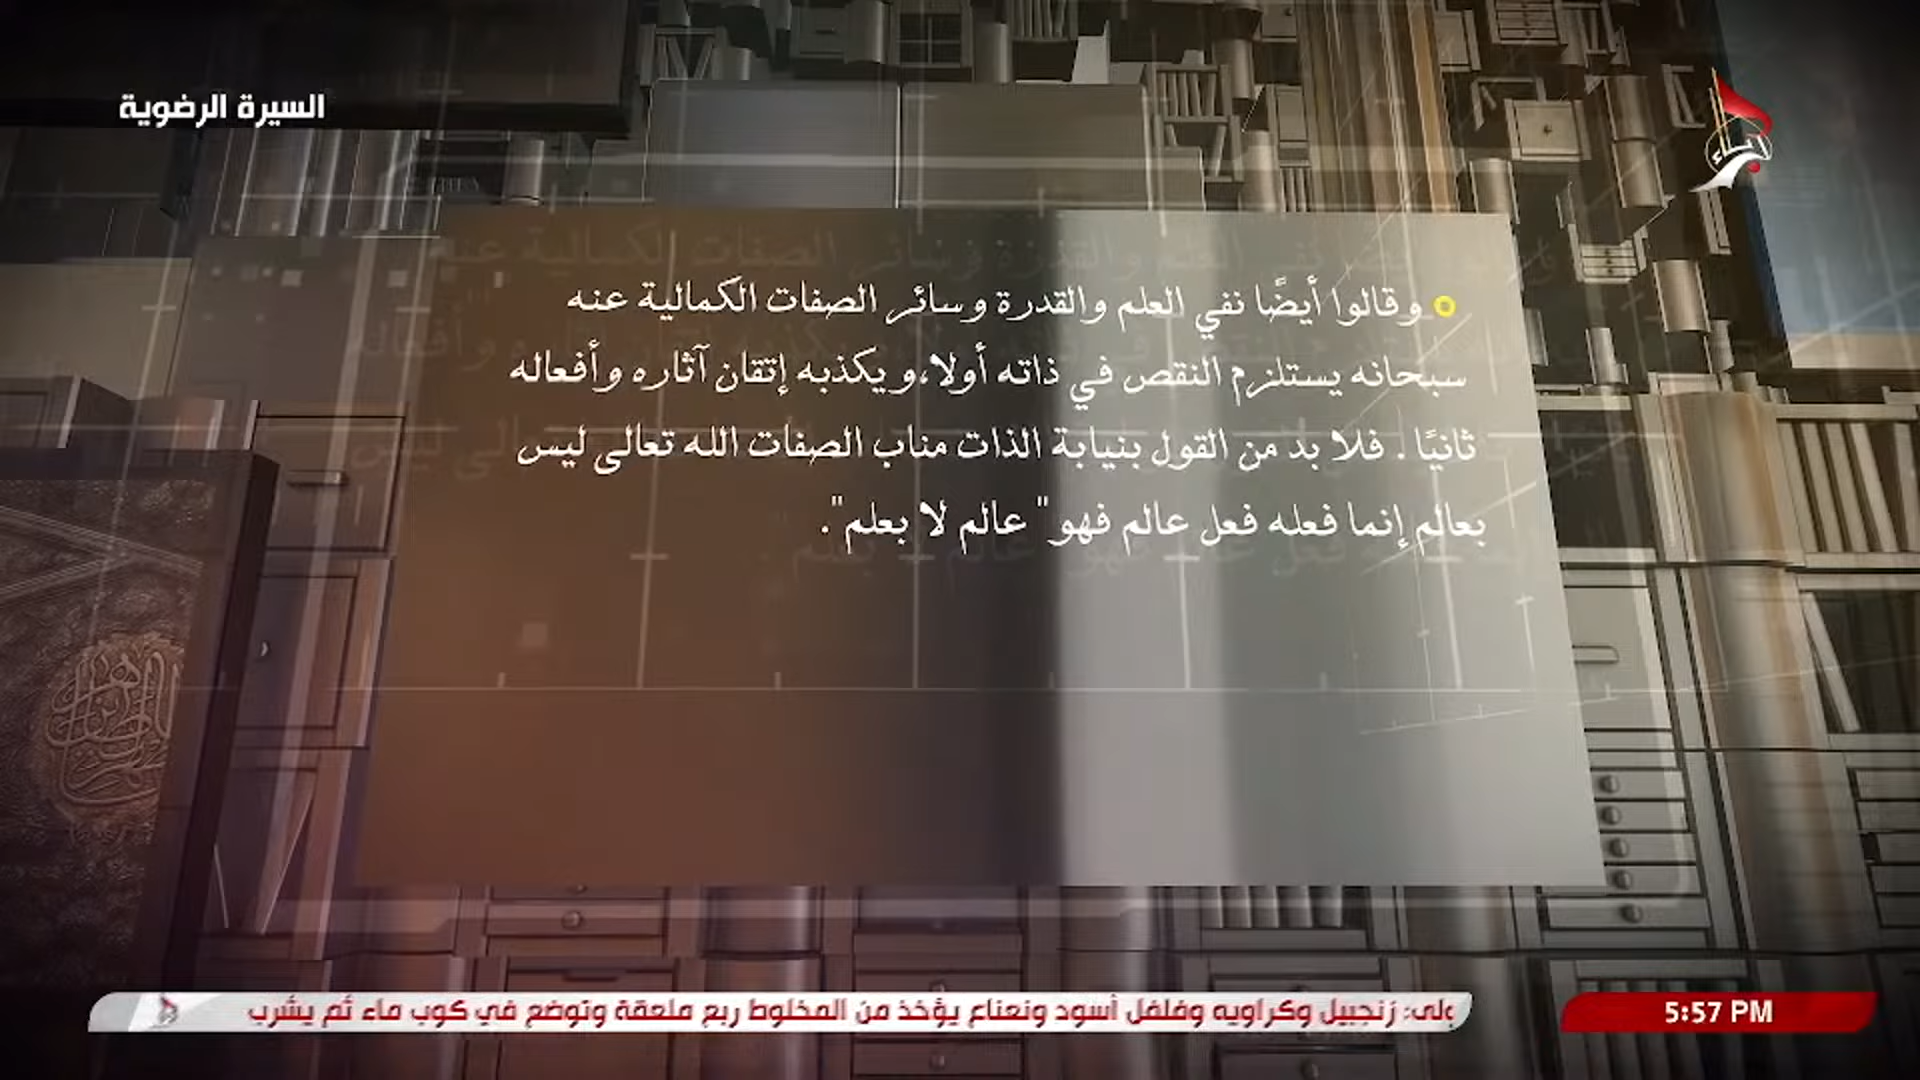 السيرة الرضوية
وقالوا أيضًا نفي العلم والقدرة وسائر الصفات الكمالية عنه
سبحانه يستلزم النقص في ذاته أولا،ويكذبه إتقان آثاره وأفعاله
ثانيًا . فلا بد من القول بنيابة الذات مناب الصفات الله تعالى ليس
بعالم إنما فعله فعل عالم فهو" عالم لا بعلم".
زنجبيل وكراويه وفلفل أسود ونعناع يؤخذ من المخلوط ربع ملعقة وتوضع في كوب ماء ثم يشرب
5:57 PM